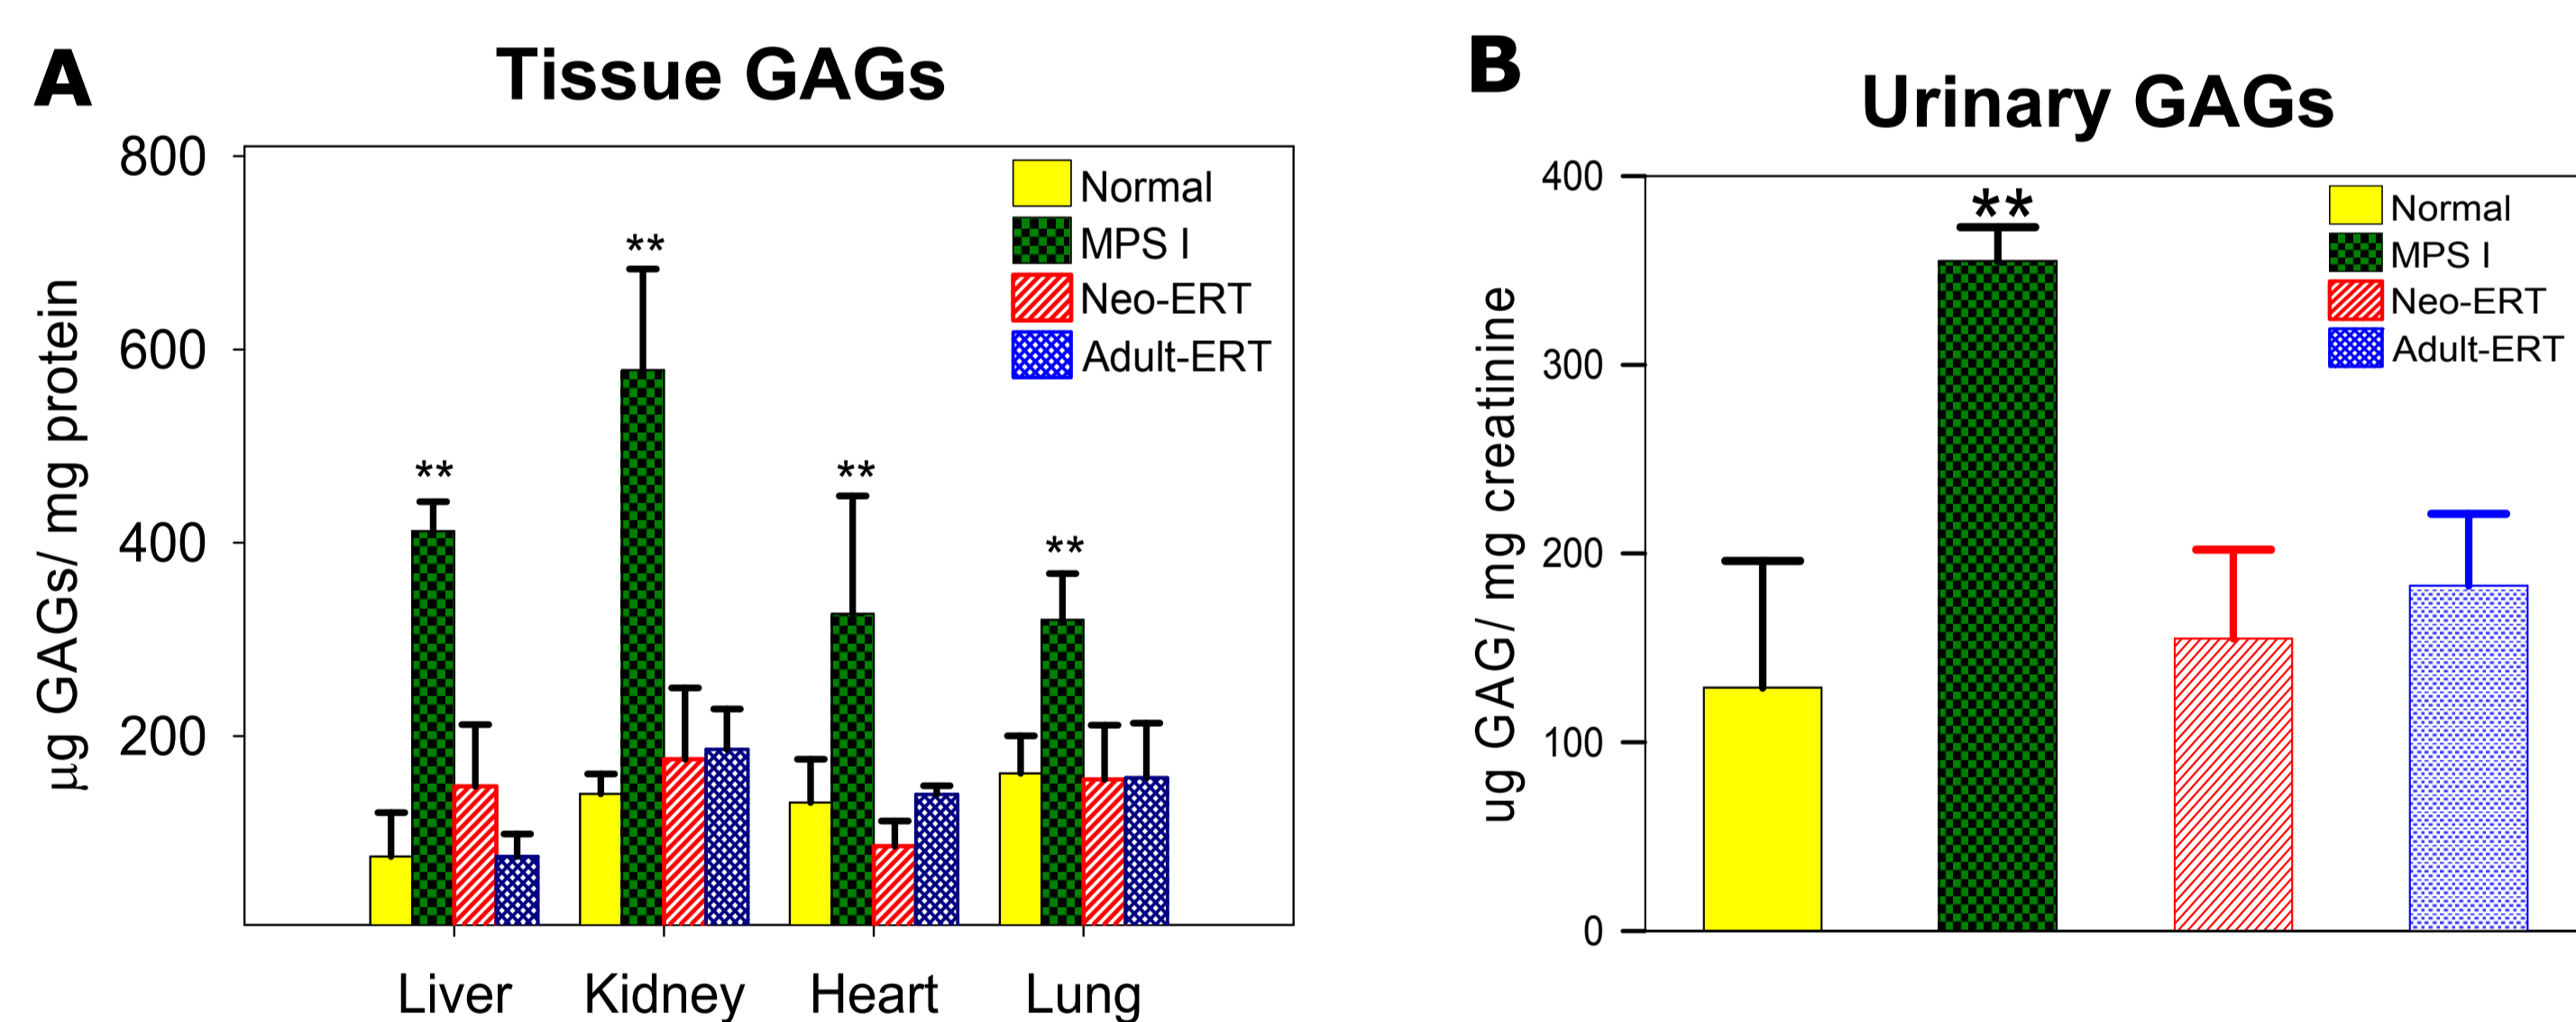 A
Tissue GAGs
µg GAGs/ mg protein
800
600
400
200
Normal
MPS I
Neo-ERT
Adult-ERT
**
**
**
**
Liver
Kidney
Heart
Lung
B
Urinary GAGs
ug GAG/ mg creatinine
400
300
200
100
0
**
Normal
MPS I
Neo-ERT
Adult-ERT